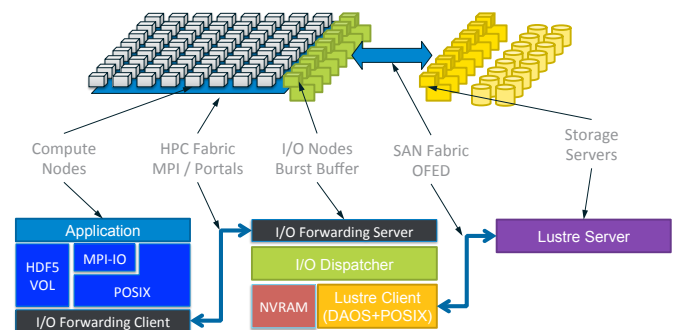 Compute
Nodes
HPC Fabric
MPI / Portals
I/O Nodes
Burst Buffer
SAN Fabric
OFED
Storage
Servers
Application
HDF5
VOL
MPI-IO
POSIX
I/O Forwarding Client
I/O Forwarding Server
I/O Dispatcher
NVRAM
Lustre Client
(DAOS+POSIX)
Lustre Server